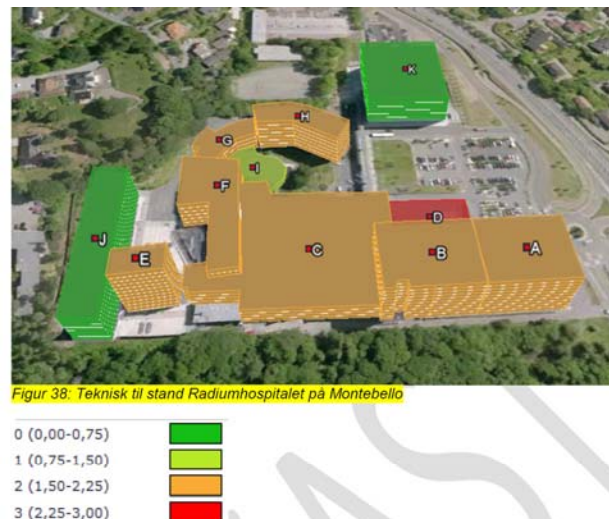 K
H
G
I
F
D
J
E
C
B
A
Figur 38: Teknisk til stand Radiumhospitalet på Montebello
0 (0,00-0,75)
1 (0,75-1,50)
2 (1,50-2,25)
3 (2,25-3,00)